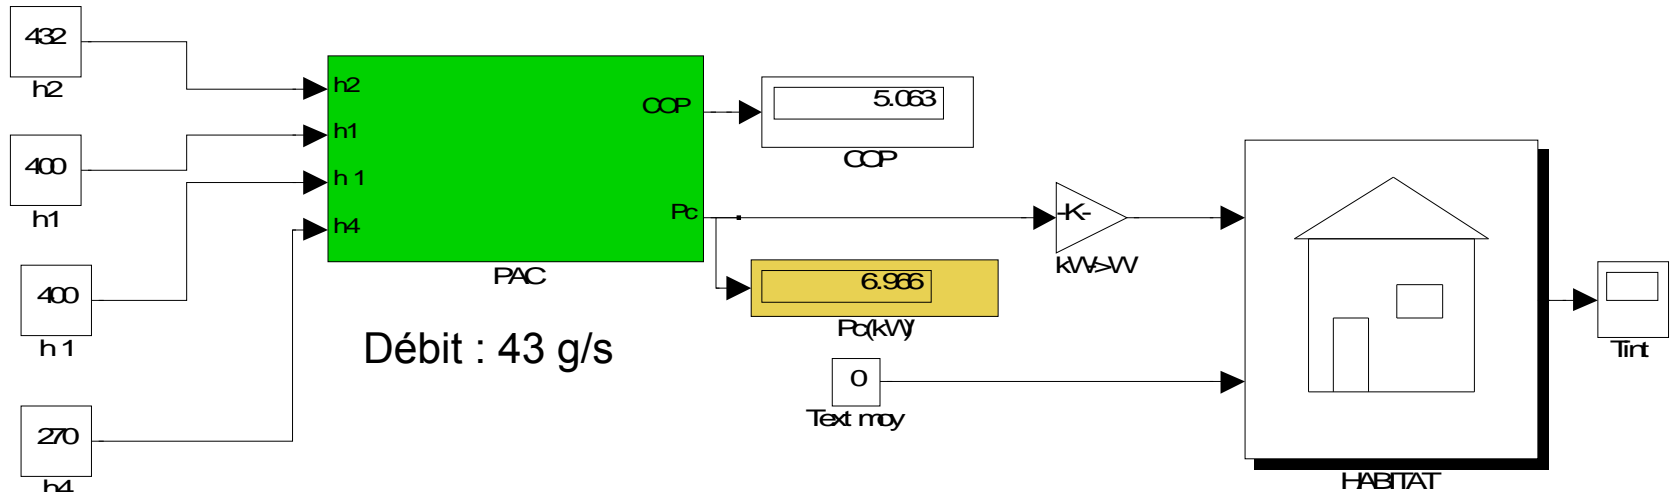 432
h2
400
h1
400
h 1
270
h4
h2
h1
h 1
h4
COP
Pc
PAC
Débit : 43 g/s
5.063
COP
6.966
Pc(kW)
0
Text moy
-K-
kW->W
HABITAT
Tint